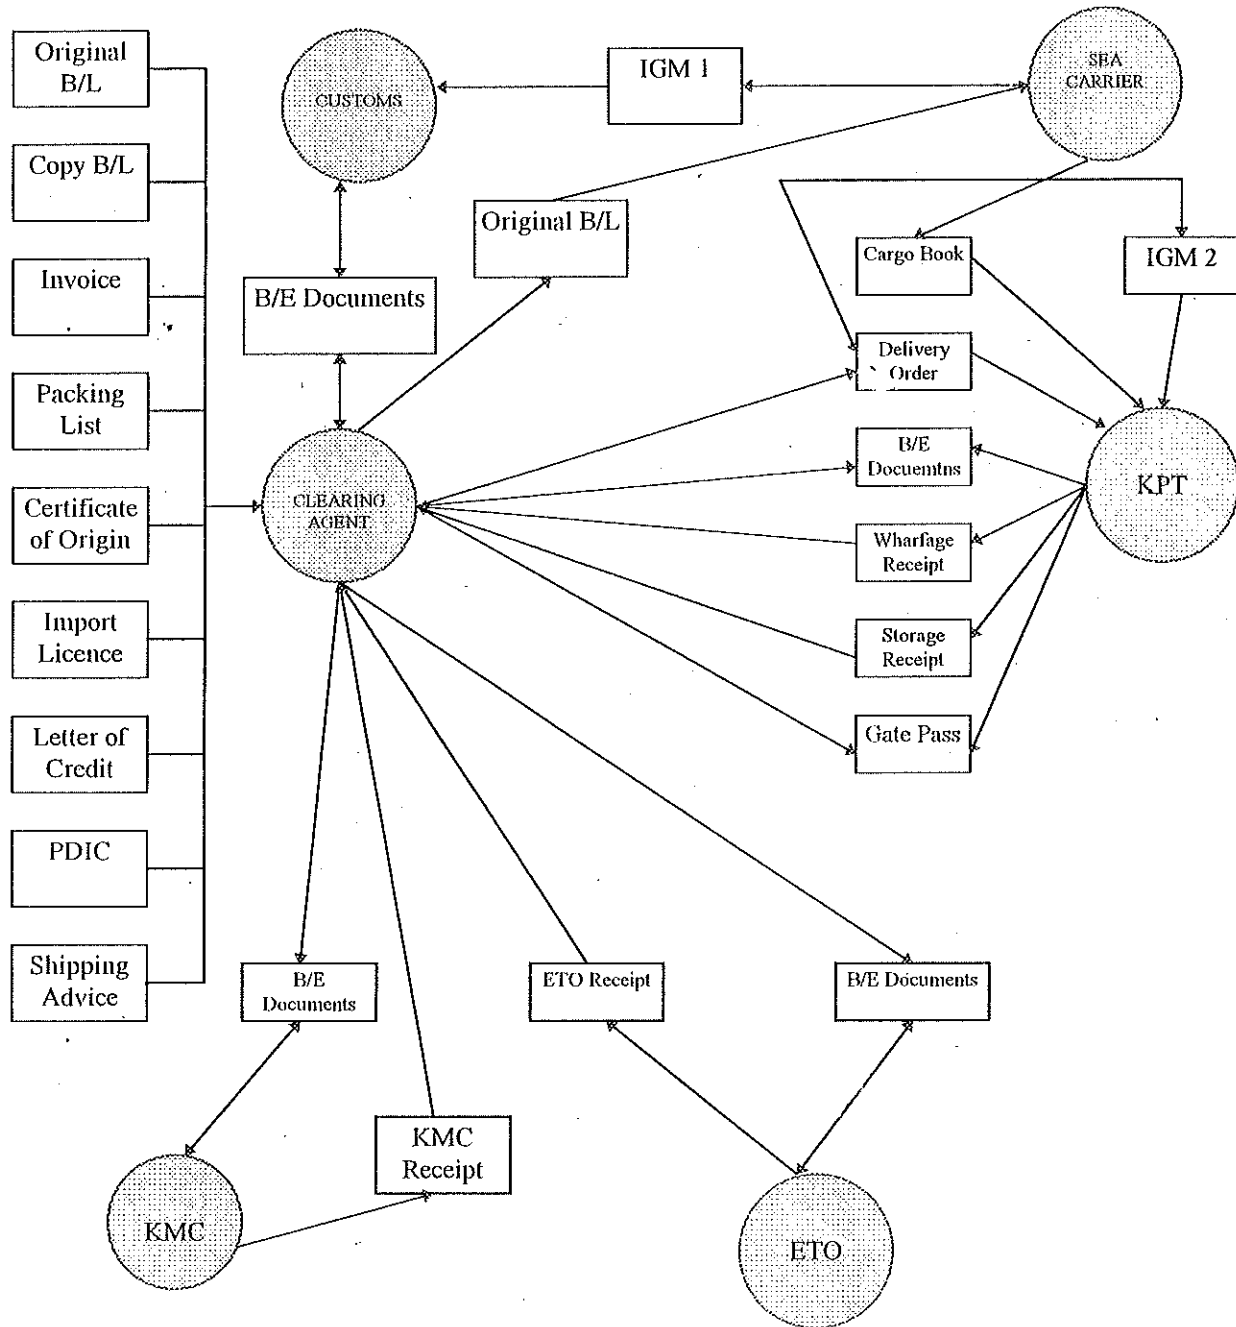 Original
B/L
Copy B/L
Invoice
Packing
List
Certificate
of Origin
Import
Licence
Letter of
Credit
PDIC
Shipping
Advice
CUSTOMS
IGM 1
SEA
CARRIER
Original B/L
B/E Documents
Cargo Book
IGM 2
Delivery
Order
B/E
Docuemtns
KPT
CLEARING
AGENT
Wharfage
Receipt
Storage
Receipt
Gate Pass
B/E
Documents
ETO Receipt
B/E Documents
KMC
Receipt
KMC
ETO